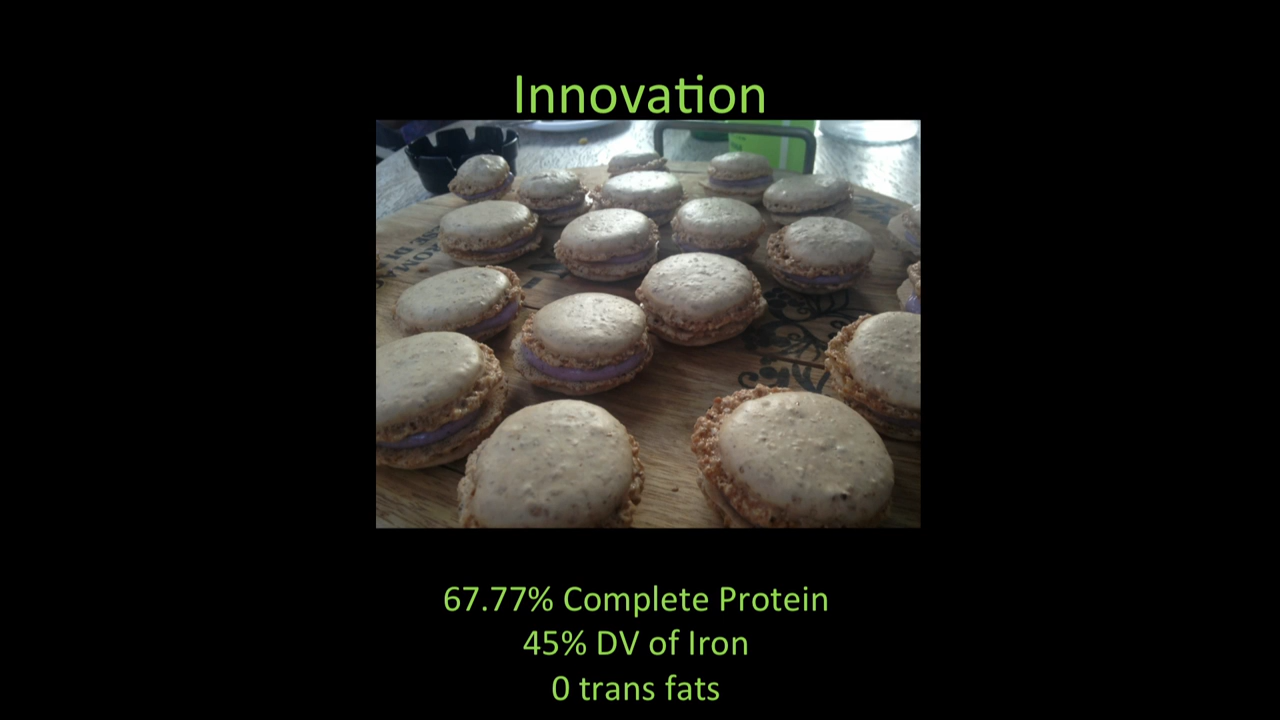 Innovation
67.77% Complete Protein
45% DV of Iron
0 trans fats